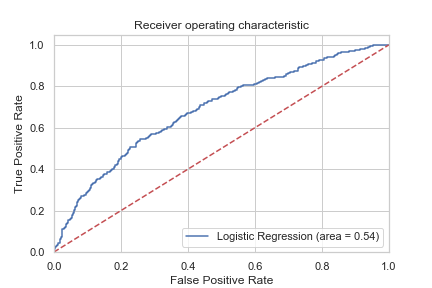 Receiver operating characteristic
True Positive Rate
1.0
0.8
0.6
0.4
0.2
0.0
Logistic Regression (area = 0.54)
0.0 0.2 0.4 0.6 0.8 1.0
False Positive Rate